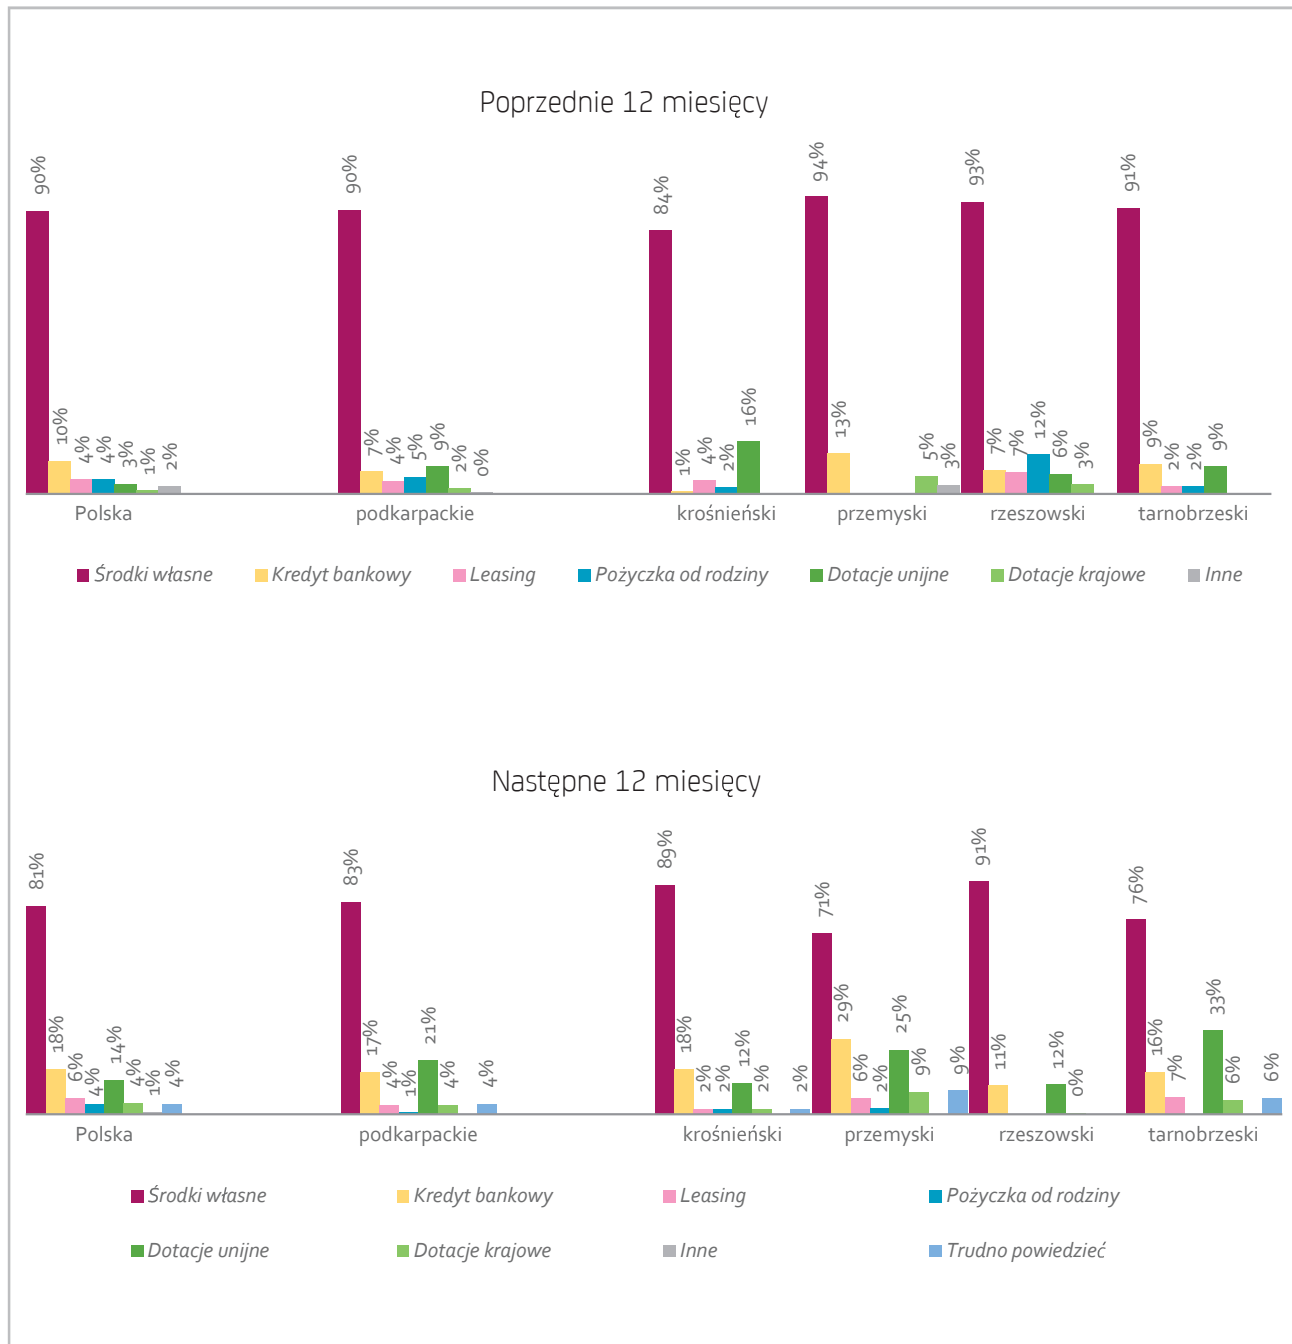 Poprzednie 12 miesięcy
90% 10% 4% 4% 3% 1% 2%
90% 7% 4% 5% 9% 2% 0%
84% 1% 4% 2% 16%
94% 13% 5% 3%
93% 7% 7% 12% 6% 3%
91% 9% 2% 2% 9%
Polska podkarpackie krośnieński przemyski rzeszowski tarnobrzeski
Środki własne Kredyt bankowy Leasing Pożyczka od rodziny Dotacje unijne Dotacje krajowe Inne
Następne 12 miesięcy
81% 18% 6% 4% 14% 4% 1% 4%
83% 17% 4% 1% 21% 4% 4%
89% 18% 2% 2% 12% 2% 2%
71% 29% 6% 2% 25% 9% 9%
91% 11% 12% 0%
76% 16% 7% 33% 6% 6%
Polska podkarpackie krośnieński przemyski rzeszowski tarnobrzeski
Środki własne Kredyt bankowy Leasing Pożyczka od rodziny
Dotacje unijne Dotacje krajowe Inne Trudno powiedzieć